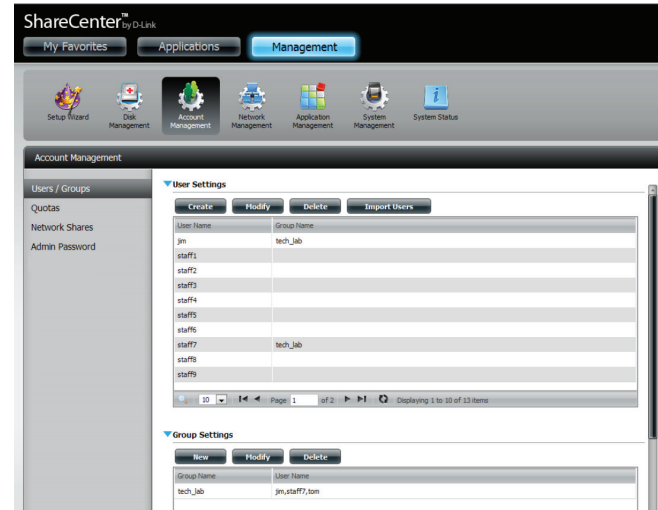 ShareCenter™ by D-Link
My Favorites Applications Management
Setup Wizard Disk Management Account Management Network Management Application Management System Management System Status
Account Management
Users / Groups
Quotas
Network Shares
Admin Password
User Settings
Create Modify Delete Import Users
User Name Group Name
jim tech_lab
staff1
staff2
staff3
staff4
staff5
staff6
staff7 tech_lab
staff8
staff9
10 Page 1 of 2 Displaying 1 to 10 of 13 items
Group Settings
New Modify Delete
Group Name User Name
tech_lab jim,staff7,tom